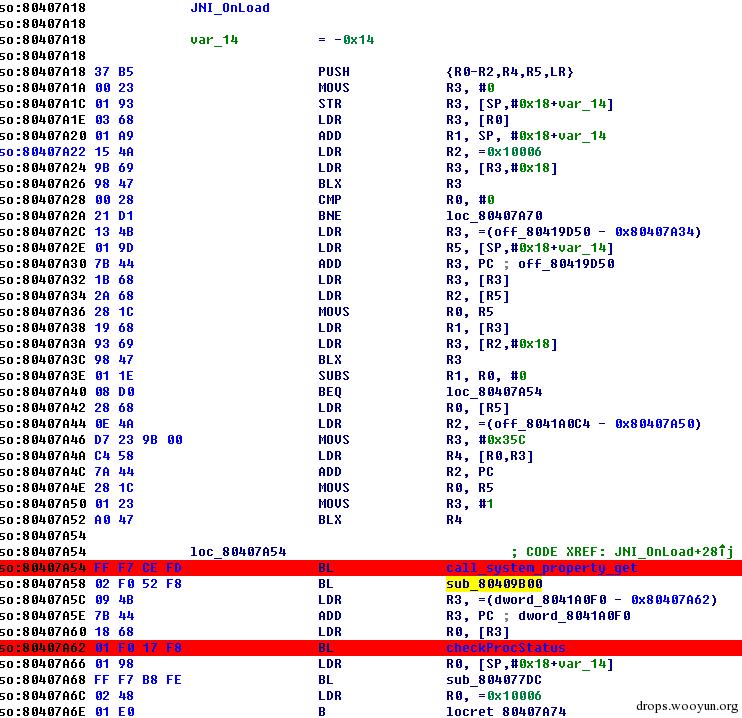 so:80407A18 JNI_OnLoad
so:80407A18
so:80407A18 var_14 = -0x14
so:80407A18
so:80407A18 37 B5 PUSH {R0-R2,R4,R5,LR}
so:80407A1A 00 23 MOVS R3, #0
so:80407A1C 01 93 STR R3, [SP,#0x18+var_14]
so:80407A1E 03 68 LDR R3, [R0]
so:80407A20 01 A9 ADD R1, SP, #0x18+var_14
so:80407A22 15 4A LDR R2, =0x10006
so:80407A24 9B 69 LDR R3, [R3,#0x18]
so:80407A26 98 47 BLX R3
so:80407A28 00 28 CMP R0, #0
so:80407A2A 21 D1 BNE loc_80407A70
so:80407A2C 13 4B LDR R3, =(off_80419D50 - 0x80407A34)
so:80407A2E 01 9D LDR R5, [SP,#0x18+var_14]
so:80407A30 7B 44 ADD R3, PC ; off_80419D50
so:80407A32 1B 68 LDR R3, [R3]
so:80407A34 2A 68 LDR R2, [R5]
so:80407A36 28 1C MOVS R0, R5
so:80407A38 19 68 LDR R1, [R3]
so:80407A3A 93 69 LDR R3, [R2,#0x18]
so:80407A3C 98 47 BLX R3
so:80407A3E 01 1E SUBS R1, R0, #0
so:80407A40 08 D0 BEQ loc_80407A54
so:80407A42 28 68 LDR R0, [R5]
so:80407A44 0E 4A LDR R2, =(off_8041A0C4 - 0x80407A50)
so:80407A46 D7 23 9B 00 MOVS R3, #0x35C
so:80407A4A C4 58 LDR R4, [R0,R3]
so:80407A4C 7A 44 ADD R2, PC
so:80407A4E 28 1C MOVS R0, R5
so:80407A50 01 23 MOVS R3, #1
so:80407A52 A0 47 BLX R4
so:80407A54
so:80407A54 loc_80407A54 ; CODE XREF: JNI_OnLoad+28↑j
so:80407A54 FF F7 CE FD BL call_system_property_get
so:80407A58 02 F0 52 F8 BL sub_80409B00
so:80407A5C 09 4B LDR R3, =(dword_8041A0F0 - 0x80407A62)
so:80407A5E 7B 44 ADD R3, PC ; dword_8041A0F0
so:80407A60 18 68 LDR R0, [R3]
so:80407A62 01 F0 17 F8 BL checkProcStatus
so:80407A66 01 98 LDR R0, [SP,#0x18+var_14]
so:80407A68 FF F7 B8 FE BL sub_804077DC
so:80407A6C 02 48 LDR R0, =0x10006
so:80407A6E 01 E0 B locret_80407A74
drops.wooyun.org